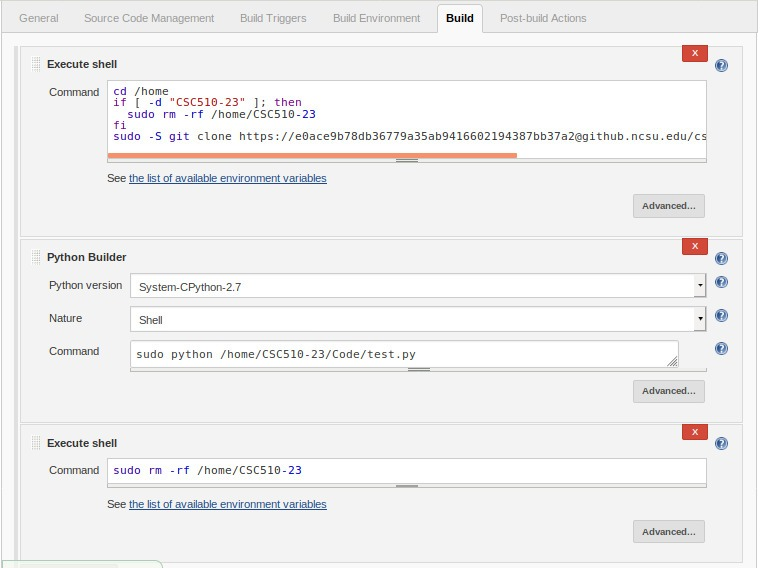 General Source Code Management Build Triggers Build Environment Build Post-build Actions
Execute shell X
Command
cd /home
if [ -d "CSC510-23" ]; then
sudo rm -rf /home/CSC510-23
fi
sudo -S git clone https://e0ace9b78db36779a35ab9416602194387bb37a2@github.ncsu.edu/cs
See the list of available environment variables
Advanced...
Python Builder X
Python version System-CPython-2.7
Nature Shell
Command sudo python /home/CSC510-23/Code/test.py
Advanced...
Execute shell X
Command sudo rm -rf /home/CSC510-23
See the list of available environment variables
Advanced...